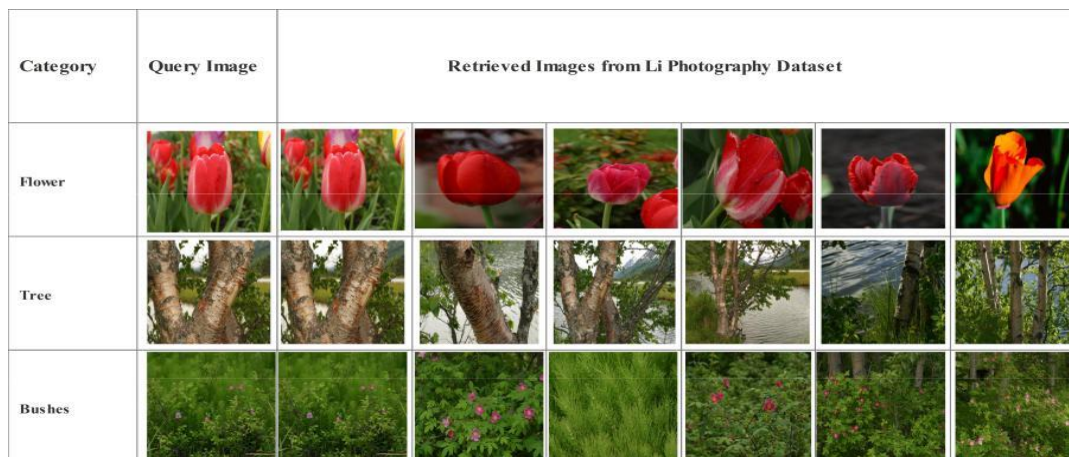 Category
Query Image
Retrieved Images from Li Photography Dataset
Flower
Tree
Bushes